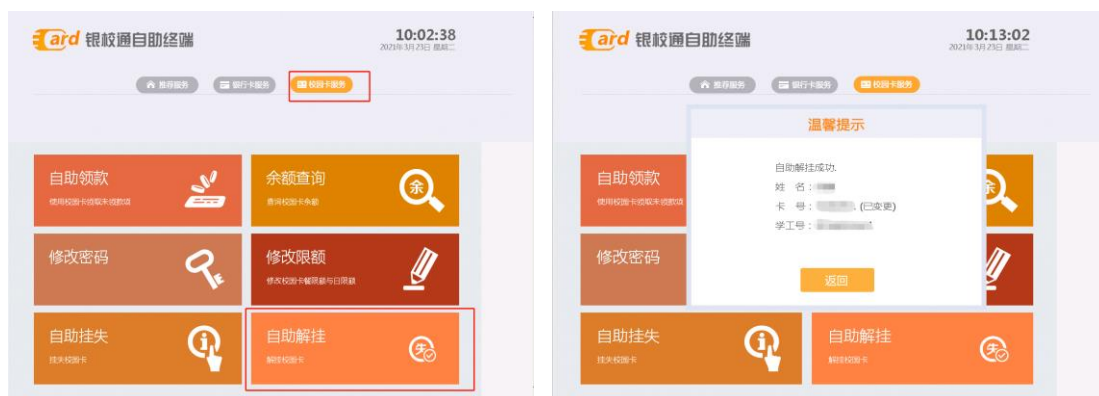 Card 银校通自助终端
10:02:38
2021年3月23日 星期二
推荐服务
银行卡服务
校园卡服务
自助领款
使用校园卡领取未领款项
余额查询
查询校园卡余额
余
修改密码
修改限额
修改校园卡餐限额与日限额
自助挂失
挂失校园卡
自助解挂
解挂校园卡
失
Card 银校通自助终端
10:13:02
2021年3月23日 星期二
推荐服务
银行卡服务
校园卡服务
温馨提示
自助解挂成功.
姓 名:
卡 号: (已变更)
学工号:
返回
自助领款
使用校园卡领取未领款项
修改密码
自助挂失
挂失校园卡
自助解挂
解挂校园卡
失